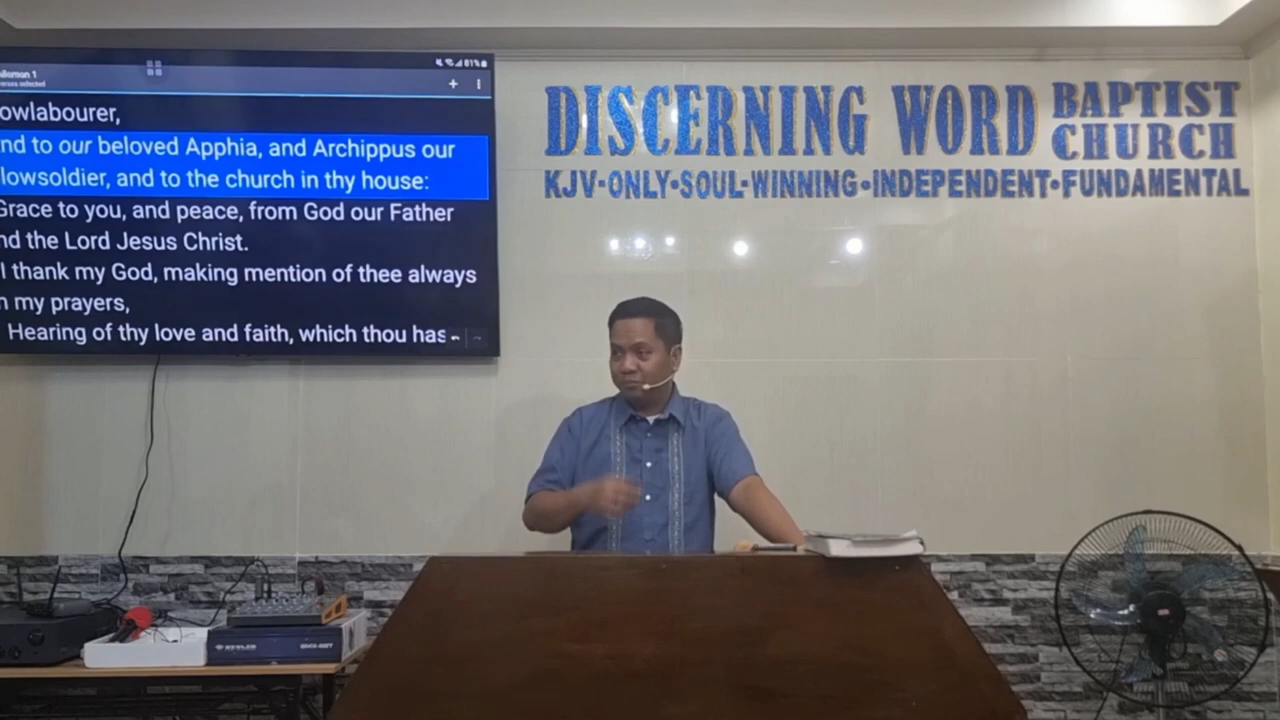 81%
owlabourer,
nd to our beloved Apphia, and Archippus our
lowsoldier, and to the church in thy house:
Grace to you, and peace, from God our Father
nd the Lord Jesus Christ.
I thank my God, making mention of thee always
n my prayers,
Hearing of thy love and faith, which thou has
DISCERNING WORD BAPTIST CHURCH
KJV-ONLY•SOUL-WINNING•INDEPENDENT•FUNDAMENTAL